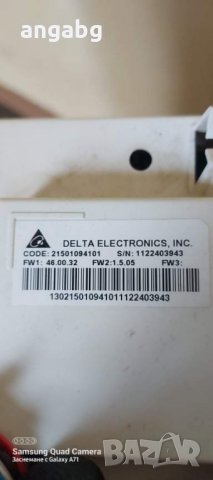 angabg
DELTA ELECTRONICS, INC.
CODE: 21501094101 S/N: 1122403943
FW1: 46.00.32 FW2:1.5.05 FW3:
130215010941011122403943
Samsung Quad Camera
Заснемане с Galaxy A71
BAZAR